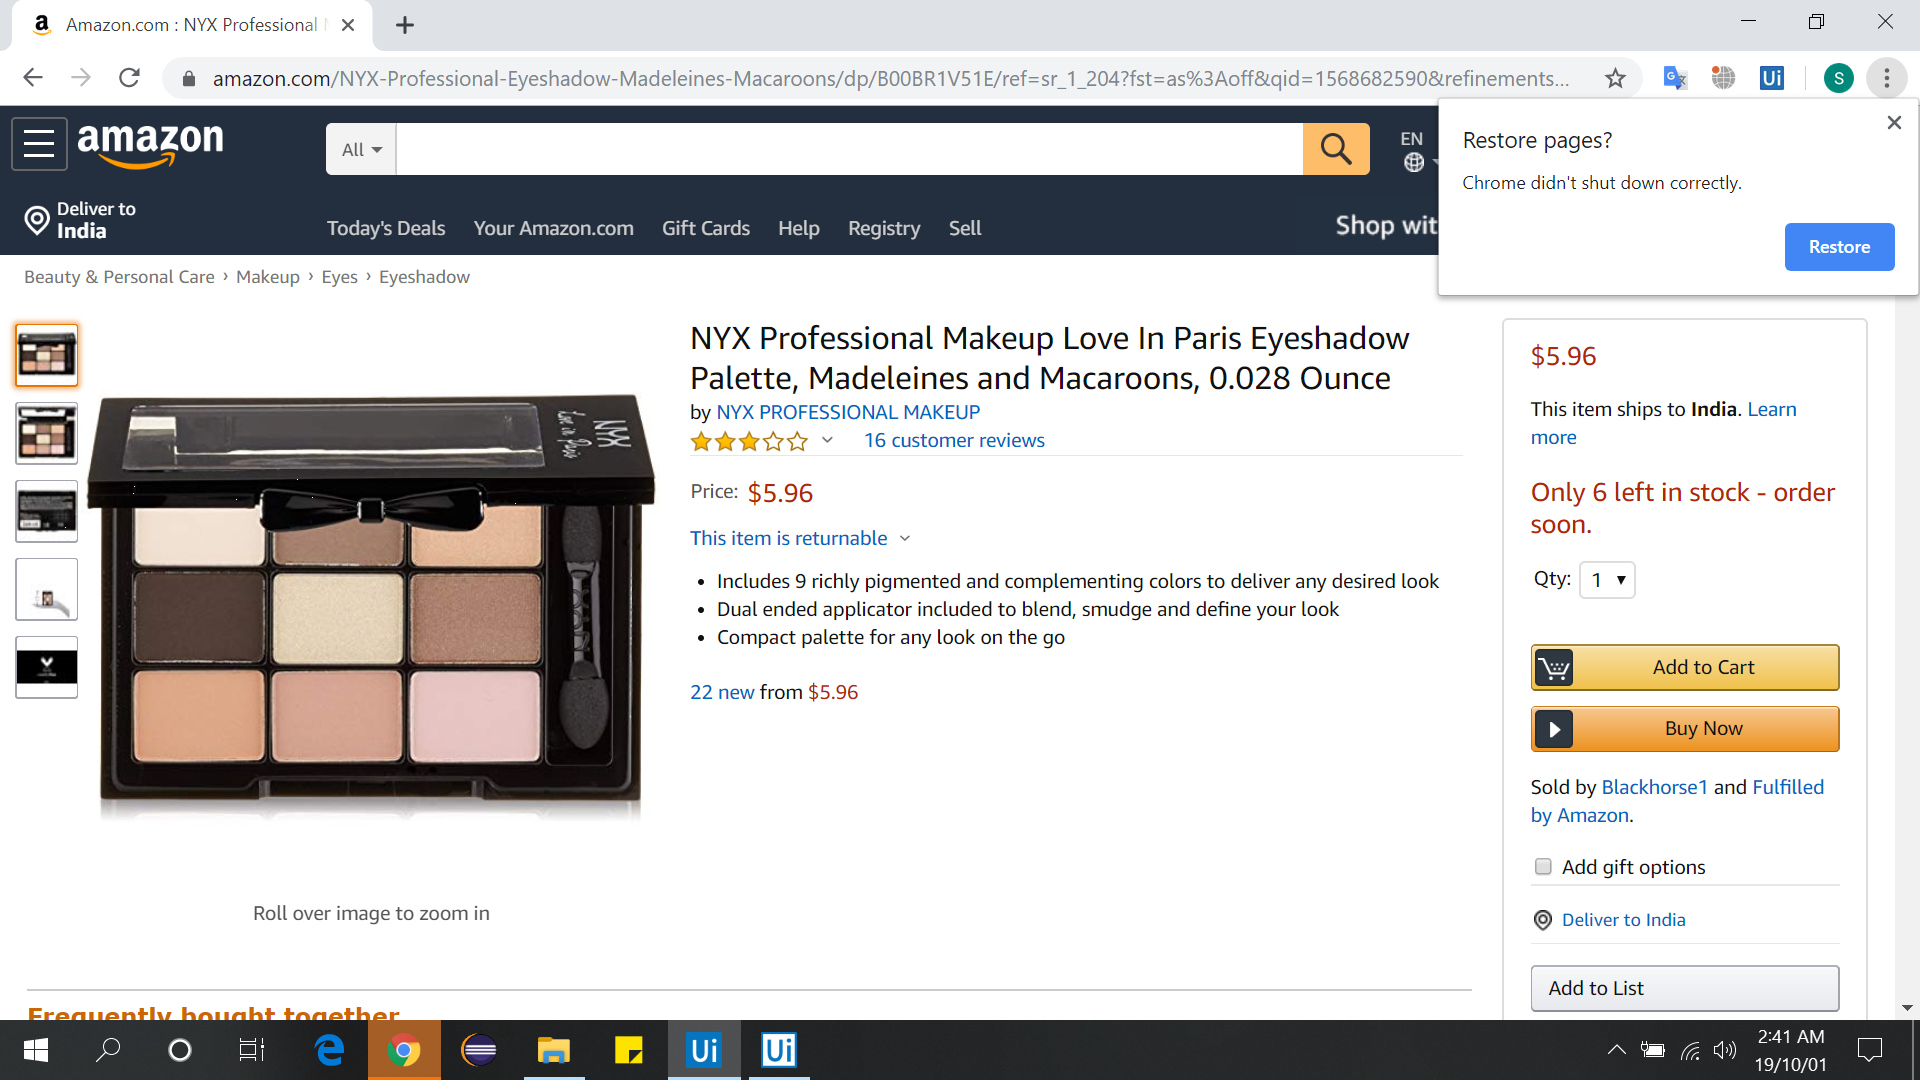 Amazon.com : NYX Professional
amazon.com/NYX-Professional-Eyeshadow-Madeleines-Macaroons/dp/B00BR1V51E/ref=sr_1_204?fst=as%3Aoff&qid=1568682590&refinements...
Ui
S
Restore pages?
Chrome didn't shut down correctly.
Restore
amazon
All
EN
Deliver to
India
Today's Deals
Your Amazon.com
Gift Cards
Help
Registry
Sell
Shop wit
Beauty & Personal Care › Makeup › Eyes › Eyeshadow
NYX
Love in Paris
Roll over image to zoom in
NYX Professional Makeup Love In Paris Eyeshadow
Palette, Madeleines and Macaroons, 0.028 Ounce
by NYX PROFESSIONAL MAKEUP
16 customer reviews
Price: $5.96
This item is returnable
• Includes 9 richly pigmented and complementing colors to deliver any desired look
• Dual ended applicator included to blend, smudge and define your look
• Compact palette for any look on the go
22 new from $5.96
$5.96
This item ships to India. Learn
more
Only 6 left in stock - order
soon.
Qty: 1
Add to Cart
Buy Now
Sold by Blackhorse1 and Fulfilled
by Amazon.
Add gift options
Deliver to India
Add to List
Frequently bought together
Ui
Ui
2:41 AM
19/10/01